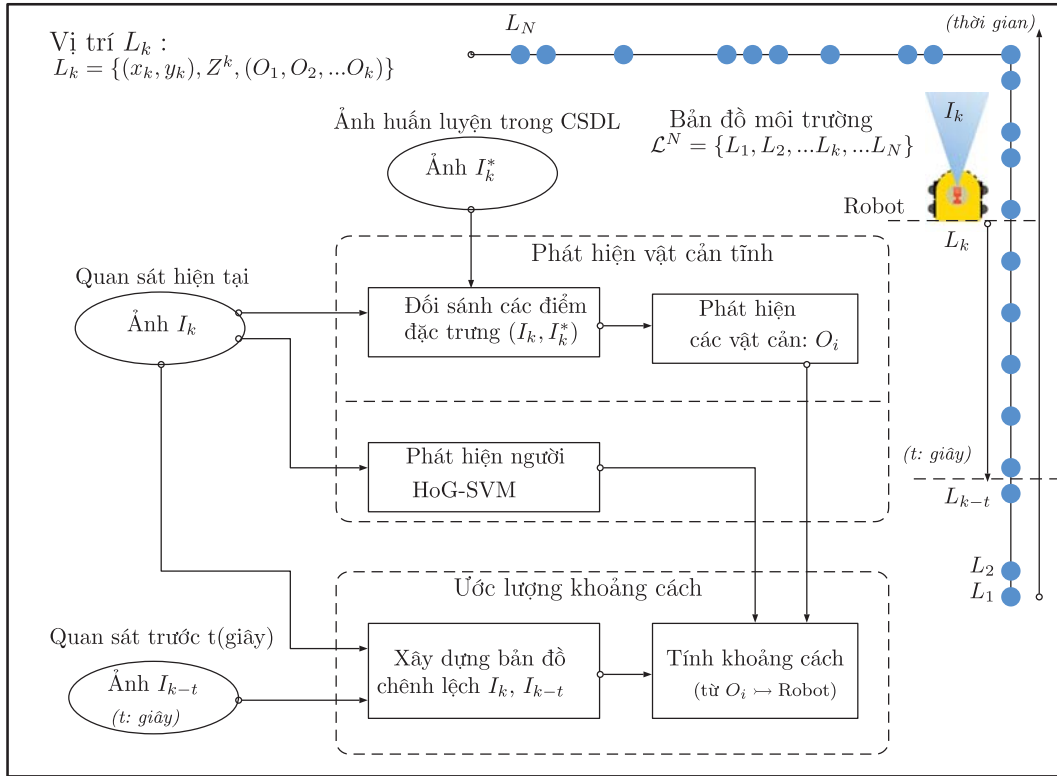 Vị trí $L_k$ :
$L_k = \{(x_k, y_k), Z^k, (O_1, O_2, ...O_k)\}$
$L_N$
(thời gian)
Ảnh huấn luyện trong CSDL
Ảnh $I_k^*$
Bản đồ môi trường
$\mathcal{L}^N = \{L_1, L_2, ...L_k, ...L_N\}$
$I_k$
Robot
$L_k$
Phát hiện vật cản tĩnh
Quan sát hiện tại
Ảnh $I_k$
Đối sánh các điểm
đặc trưng $(I_k, I_k^*)$
Phát hiện
các vật cản: $O_i$
Phát hiện người
HoG-SVM
(t: giây)
$L_{k-t}$
$L_2$
$L_1$
Ước lượng khoảng cách
Quan sát trước t(giây)
Ảnh $I_{k-t}$
(t: giây)
Xây dựng bản đồ
chênh lệch $I_k$, $I_{k-t}$
Tính khoảng cách
(từ $O_i \rightarrowtail$ Robot)